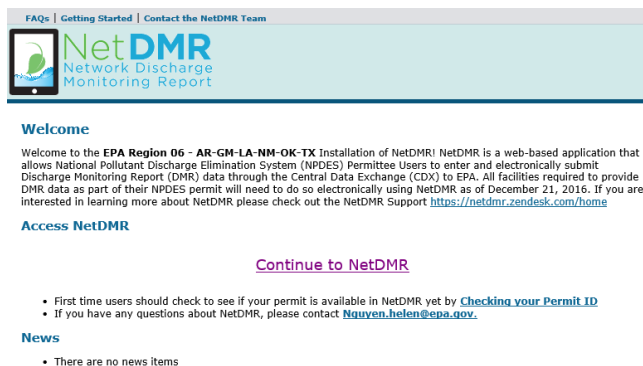 FAQs | Getting Started | Contact the NetDMR Team
NetDMR
Network Discharge
Monitoring Report
Welcome
Welcome to the EPA Region 06 - AR-GM-LA-NM-OK-TX Installation of NetDMR! NetDMR is a web-based application that
allows National Pollutant Discharge Elimination System (NPDES) Permittee Users to enter and electronically submit
Discharge Monitoring Report (DMR) data through the Central Data Exchange (CDX) to EPA. All facilities required to provide
DMR data as part of their NPDES permit will need to do so electronically using NetDMR as of December 21, 2016. If you are
interested in learning more about NetDMR please check out the NetDMR Support https://netdmr.zendesk.com/home
Access NetDMR
Continue to NetDMR
• First time users should check to see if your permit is available in NetDMR yet by Checking your Permit ID
• If you have any questions about NetDMR, please contact Nguyen.helen@epa.gov.
News
• There are no news items